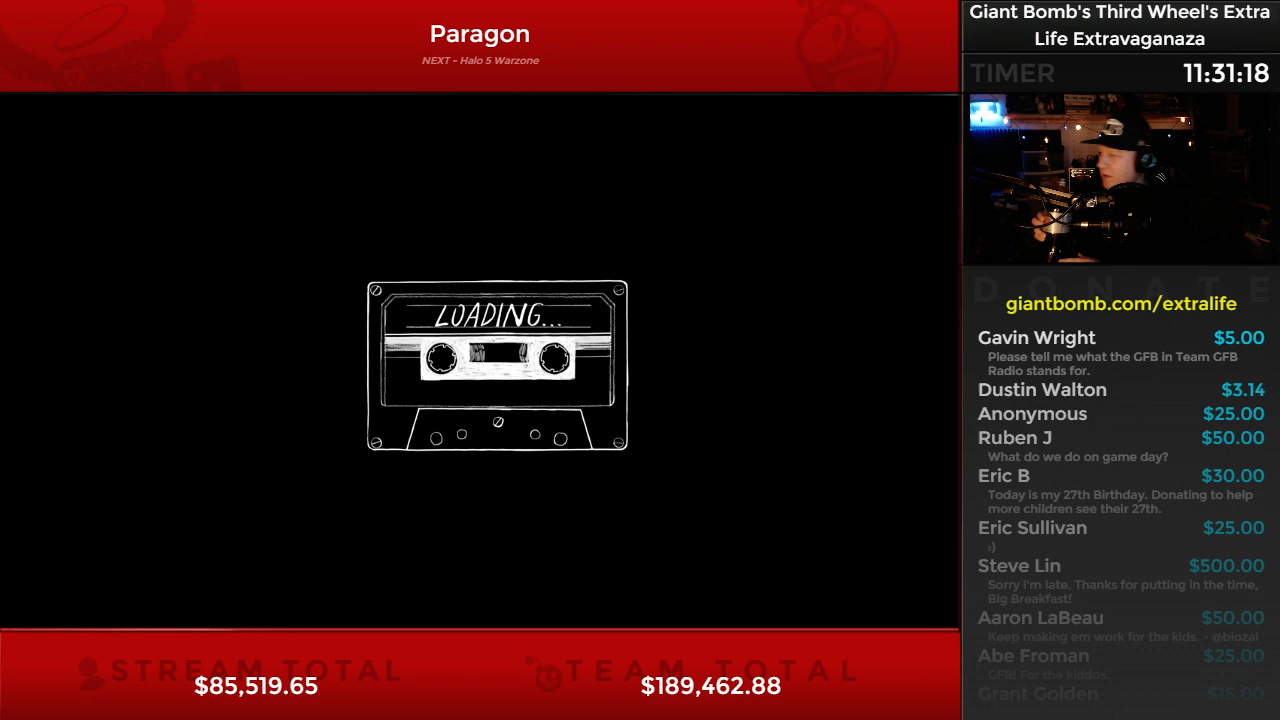 Paragon
NEXT - Halo 5 Warzone
LOADING...
STREAM TOTAL
$85,519.65
TEAM TOTAL
$189,462.88
Giant Bomb's Third Wheel's Extra
Life Extravaganaza
TIMER
11:31:18
DONATE
giantbomb.com/extralife
Gavin Wright $5.00
Please tell me what the GFB in Team GFB
Radio stands for.
Dustin Walton $3.14
Anonymous $25.00
Ruben J $50.00
What do we do on game day?
Eric B $30.00
Today is my 27th Birthday. Donating to help
more children see their 27th.
Eric Sullivan $25.00
:)
Steve Lin $500.00
Sorry I'm late. Thanks for putting in the time,
Big Breakfast!
Aaron LaBeau $50.00
Keep making em work for the kids. - @blozal
Abe Froman $25.00
GFB! For the kiddos.
Grant Golden $15.00